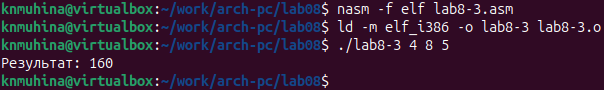 knmuhina@virtualbox:~/work/arch-pc/lab08$ nasm -f elf lab8-3.asm
knmuhina@virtualbox:~/work/arch-pc/lab08$ ld -m elf_i386 -o lab8-3 lab8-3.o
knmuhina@virtualbox:~/work/arch-pc/lab08$ ./lab8-3 4 8 5
Результат: 160
knmuhina@virtualbox:~/work/arch-pc/lab08$